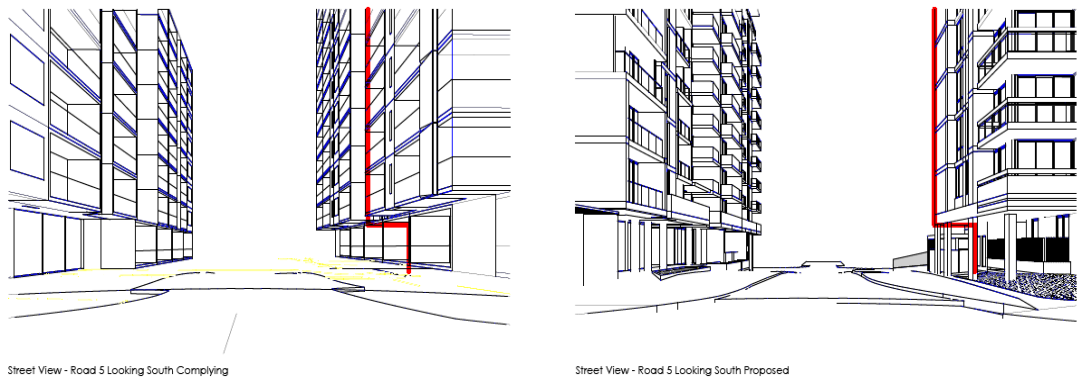 Street View - Road 5 Looking South Complying
Street View - Road 5 Looking South Proposed